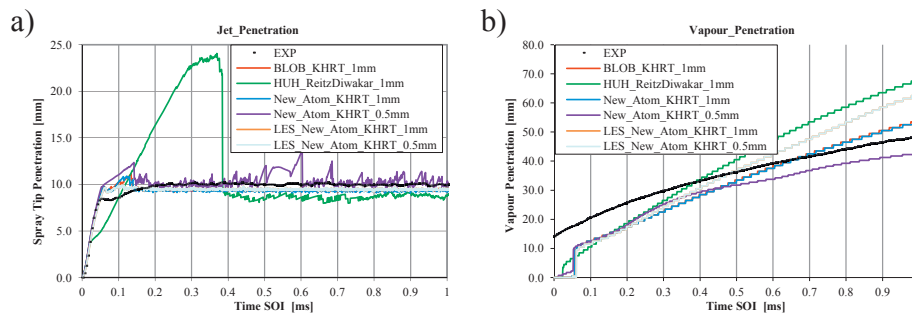 a)
Jet_Penetration
Spray Tip Penetration [mm]
25.0
20.0
15.0
10.0
5.0
0.0
0 0.1 0.2 0.3 0.4 0.5 0.6 0.7 0.8 0.9 1
Time SOI [ms]
EXP
BLOB_KHRT_1mm
HUH_ReitzDiwakar_1mm
New_Atom_KHRT_1mm
New_Atom_KHRT_0.5mm
LES_New_Atom_KHRT_1mm
LES_New_Atom_KHRT_0.5mm
b)
Vapour_Penetration
Vapour Penetration [mm]
80.0
70.0
60.0
50.0
40.0
30.0
20.0
10.0
0.0
0 0.1 0.2 0.3 0.4 0.5 0.6 0.7 0.8 0.9
Time SOI [ms]
EXP
BLOB_KHRT_1mm
HUH_ReitzDiwakar_1mm
New_Atom_KHRT_1mm
New_Atom_KHRT_0.5mm
LES_New_Atom_KHRT_1mm
LES_New_Atom_KHRT_0.5mm